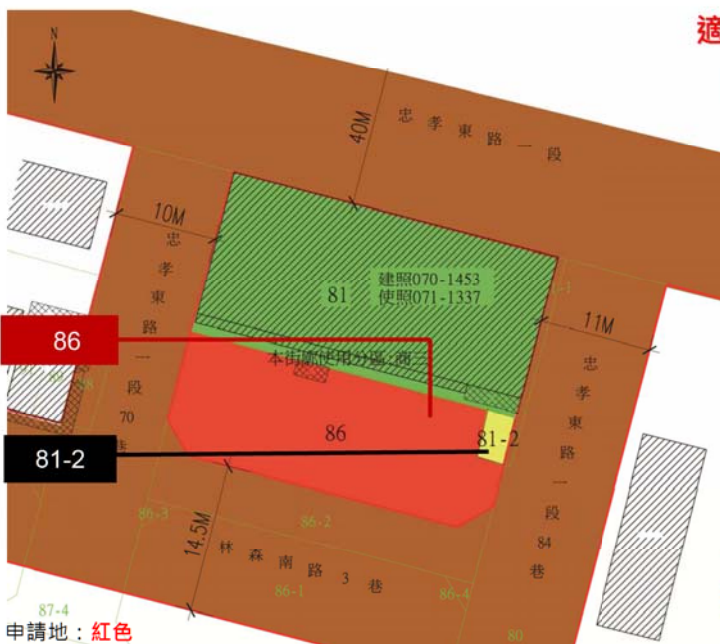 適
N
40M
忠孝東路一段
10M
忠孝東路一段70巷
建照070-1453
使照071-1337
81
-1
11M
忠孝東路一段84巷
86
本街廓使用分區:商三
86
81-2
81-2
86-3
86-2
14.5M
林森南路3巷
86-1
86-4
87-4
80
申請地：紅色